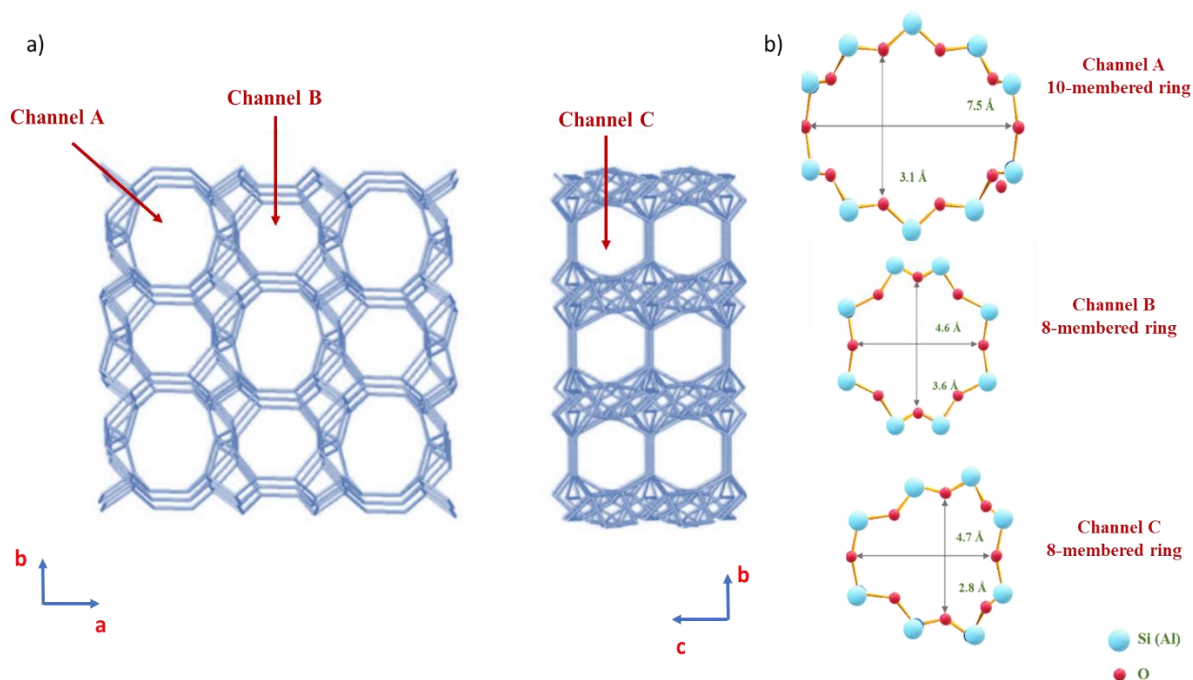 a)
Channel A
Channel B
Channel C
b
a
b
c
b)
7.5 Å
3.1 Å
Channel A
10-membered ring
4.6 Å
3.6 Å
Channel B
8-membered ring
4.7 Å
2.8 Å
Channel C
8-membered ring
Si (Al)
O